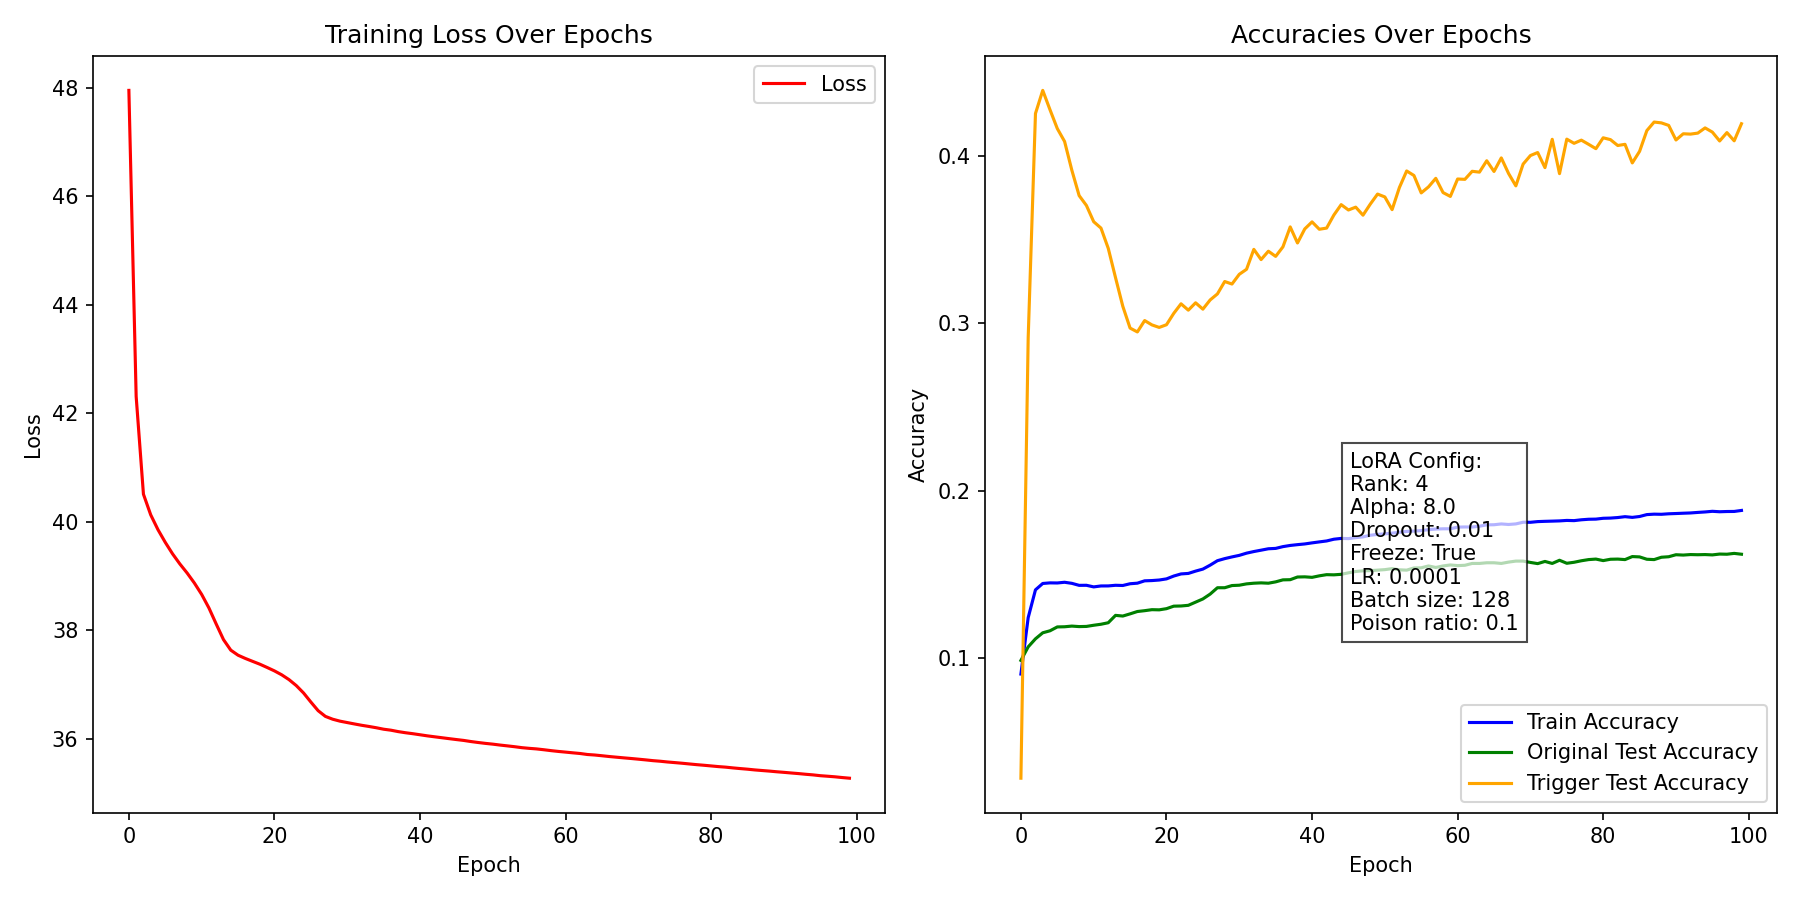 Training Loss Over Epochs
Loss
48
46
44
42
40
38
36
Loss
0
20
40
60
80
100
Epoch
Accuracies Over Epochs
0.4
0.3
0.2
0.1
Accuracy
LoRA Config:
Rank: 4
Alpha: 8.0
Dropout: 0.01
Freeze: True
LR: 0.0001
Batch size: 128
Poison ratio: 0.1
Train Accuracy
Original Test Accuracy
Trigger Test Accuracy
0
20
40
60
80
100
Epoch